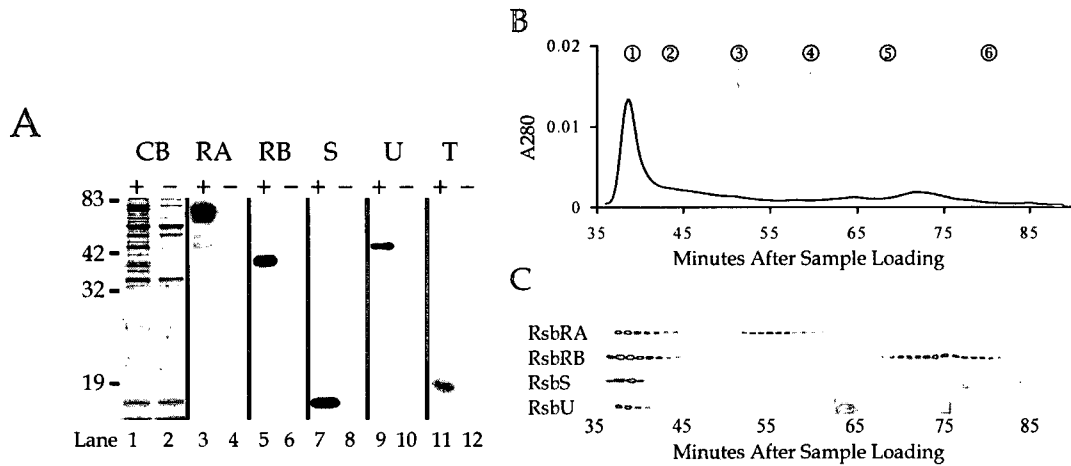 A
CB RA RB S U T
+ − + − + − + − + − + −
83
42
32
19
Lane 1 2 3 4 5 6 7 8 9 10 11 12
B
0.02
0.01
0
A280
① ② ③ ④ ⑤ ⑥
35 45 55 65 75 85
Minutes After Sample Loading
C
RsbRA
RsbRB
RsbS
RsbU
35 45 55 65 75 85
Minutes After Sample Loading